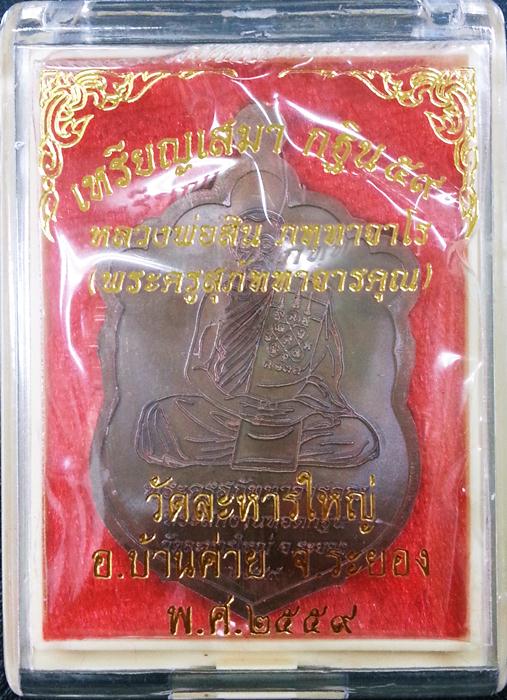 เหรียญเสมา กฐิน๕๙
หลวงพ่อสิน ภทฺทาจาโร
(พระครูสุภัททาจารคุณ)
วัดละหารใหญ่
อ.บ้านค่าย จ.ระยอง
พ.ศ.๒๕๕๙